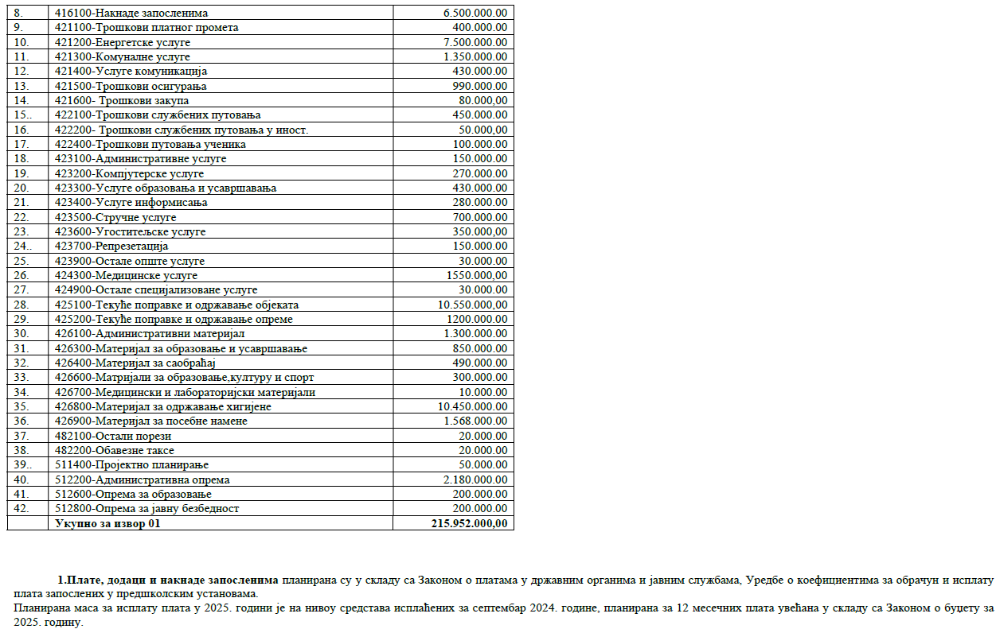 8. 416100-Накнаде запосленима 6.500.000.00
9. 421100-Трошкови платног промета 400.000.00
10. 421200-Енергетске услуге 7.500.000.00
11. 421300-Комуналне услуге 1.350.000.00
12. 421400-Услуге комуникација 430.000.00
13. 421500-Трошкови осигурања 990.000.00
14. 421600- Трошкови закупа 80.000,00
15.. 422100-Трошкови службених путовања 450.000.00
16. 422200- Трошкови службених путовања у иност. 50.000,00
17. 422400-Трошкови путовања ученика 100.000.00
18. 423100-Административне услуге 150.000.00
19. 423200-Компјутерске услуге 270.000.00
20. 423300-Услуге образовања и усавршавања 430.000.00
21. 423400-Услуге информисања 280.000.00
22. 423500-Стручне услуге 700.000.00
23. 423600-Угоститељске услуге 350.000,00
24.. 423700-Репрезетација 150.000.00
25. 423900-Остале опште услуге 30.000.00
26. 424300-Медицинске услуге 1550.000,00
27. 424900-Остале специјализоване услуге 30.000.00
28. 425100-Текуће поправке и одржавање објеката 10.550.000,00
29. 425200-Текуће поправке и одржавање опреме 1200.000.00
30. 426100-Административни материјал 1.300.000.00
31. 426300-Материјал за образовање и усавршавање 850.000.00
32. 426400-Материјал за саобраћај 490.000.00
33. 426600-Матријали за образовање,културу и спорт 300.000.00
34. 426700-Медицински и лабораторијски материјали 10.000.00
35. 426800-Материјал за одржавање хигијене 10.450.000.00
36. 426900-Материјал за посебне намене 1.568.000.00
37. 482100-Остали порези 20.000.00
38. 482200-Обавезне таксе 20.000.00
39.. 511400-Пројектно планирање 50.000.00
40. 512200-Административна опрема 2.180.000.00
41. 512600-Опрема за образовање 200.000.00
42. 512800-Опрема за јавну безбедност 200.000.00
Укупно за извор 01 215.952.000,00
1.Плате, додаци и накнаде запосленима планирана су у складу са Законом о платама у државним органима и јавним службама, Уредбе о коефицентима за обрачун и исплату
плата запослених у предшколским установама.
Планирана маса за исплату плата у 2025. години је на нивоу средстава исплаћених за септембар 2024. године, планирана за 12 месечних плата увећана у складу са Законом о буџету за
2025. годину.